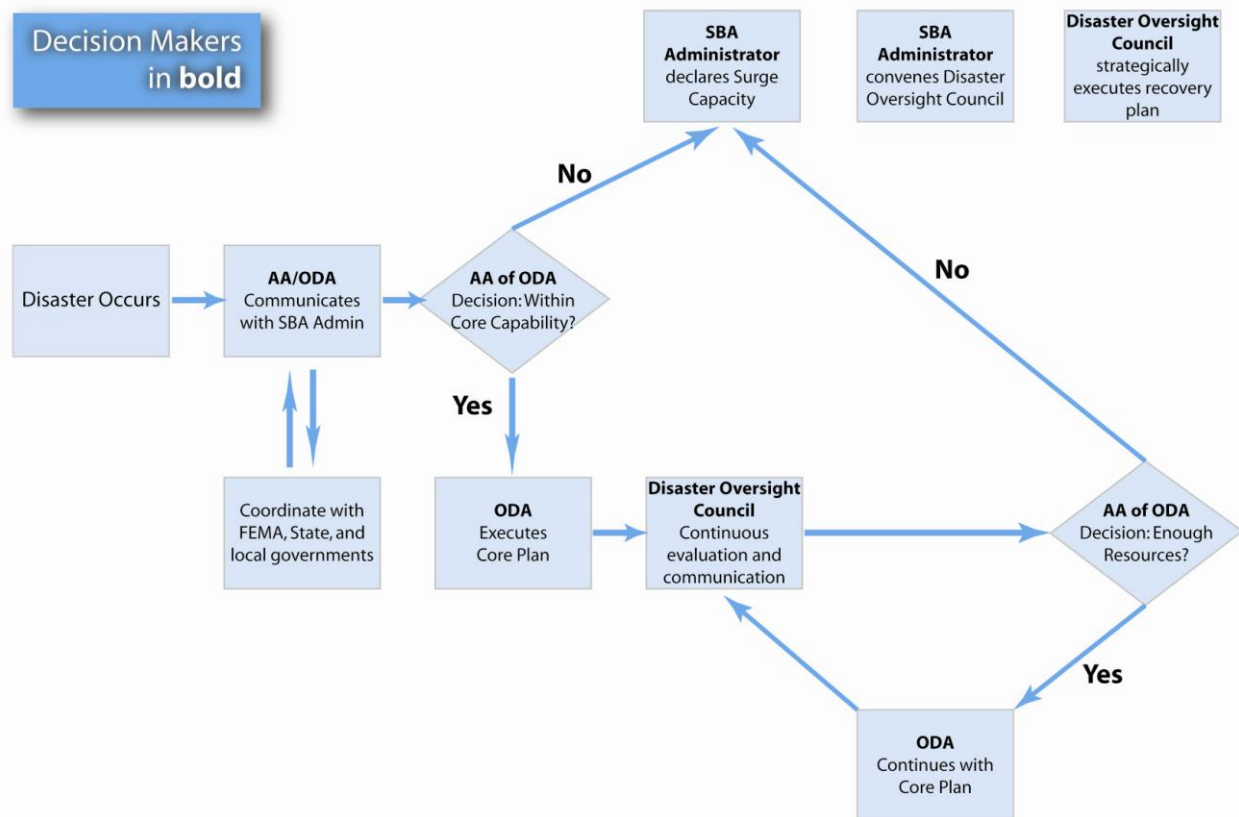 Decision Makers
in bold
SBA
Administrator
declares Surge
Capacity
SBA
Administrator
convenes Disaster
Oversight Council
Disaster Oversight
Council
strategically
executes recovery
plan
No
No
Disaster Occurs
AA/ODA
Communicates
with SBA Admin
AA of ODA
Decision: Within
Core Capability?
Yes
Coordinate with
FEMA, State, and
local governments
ODA
Executes
Core Plan
Disaster Oversight
Council
Continuous
evaluation and
communication
AA of ODA
Decision: Enough
Resources?
Yes
ODA
Continues with
Core Plan